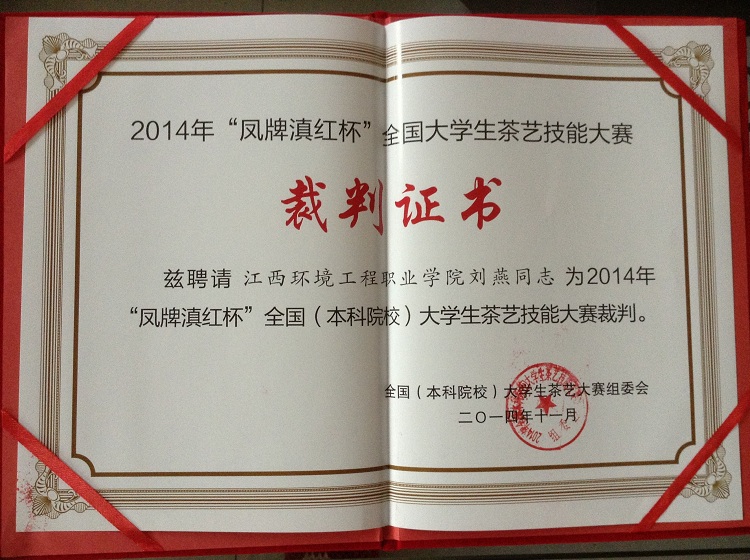 2014年“凤牌滇红杯”全国大学生茶艺技能大赛
裁判证书
兹聘请 江西环境工程职业学院刘燕同志 为2014年
“凤牌滇红杯”全国（本科院校）大学生茶艺技能大赛裁判。
全国（本科院校）大学生茶艺大赛组委会
二〇一四年十一月